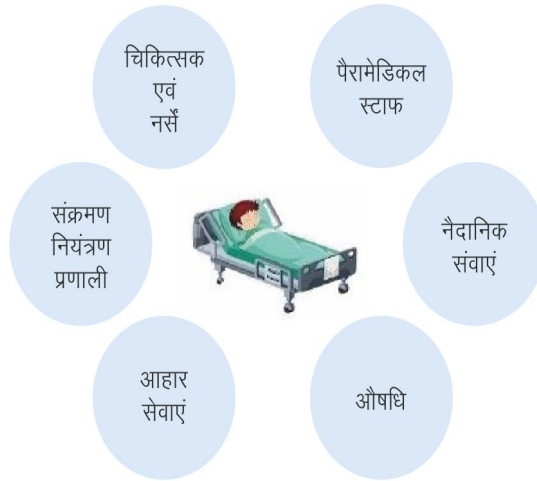 चिकित्सक
एवं
नर्सें
पैरामेडिकल
स्टाफ
संक्रमण
नियंत्रण
प्रणाली
नैदानिक
संवाएं
आहार
सेवाएं
औषधि